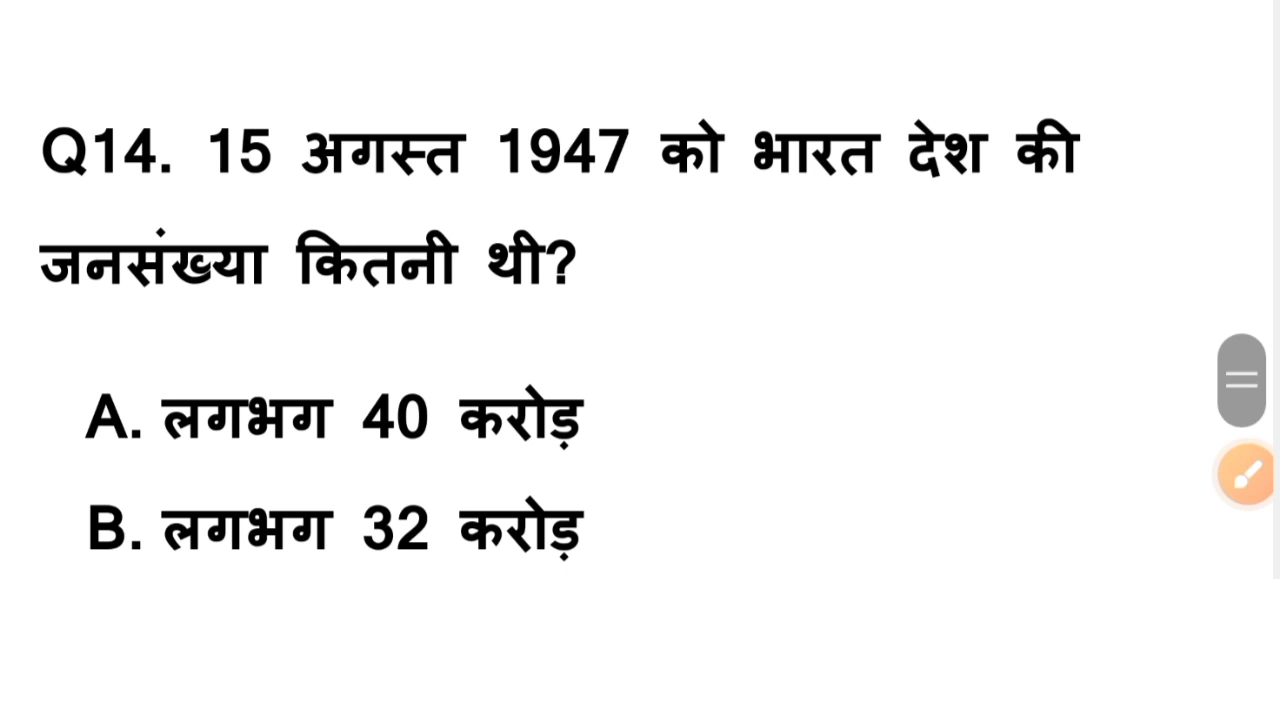 Q14. 15 अगस्त 1947 को भारत देश की
जनसंख्या कितनी थी?
A. लगभग 40 करोड़
B. लगभग 32 करोड़